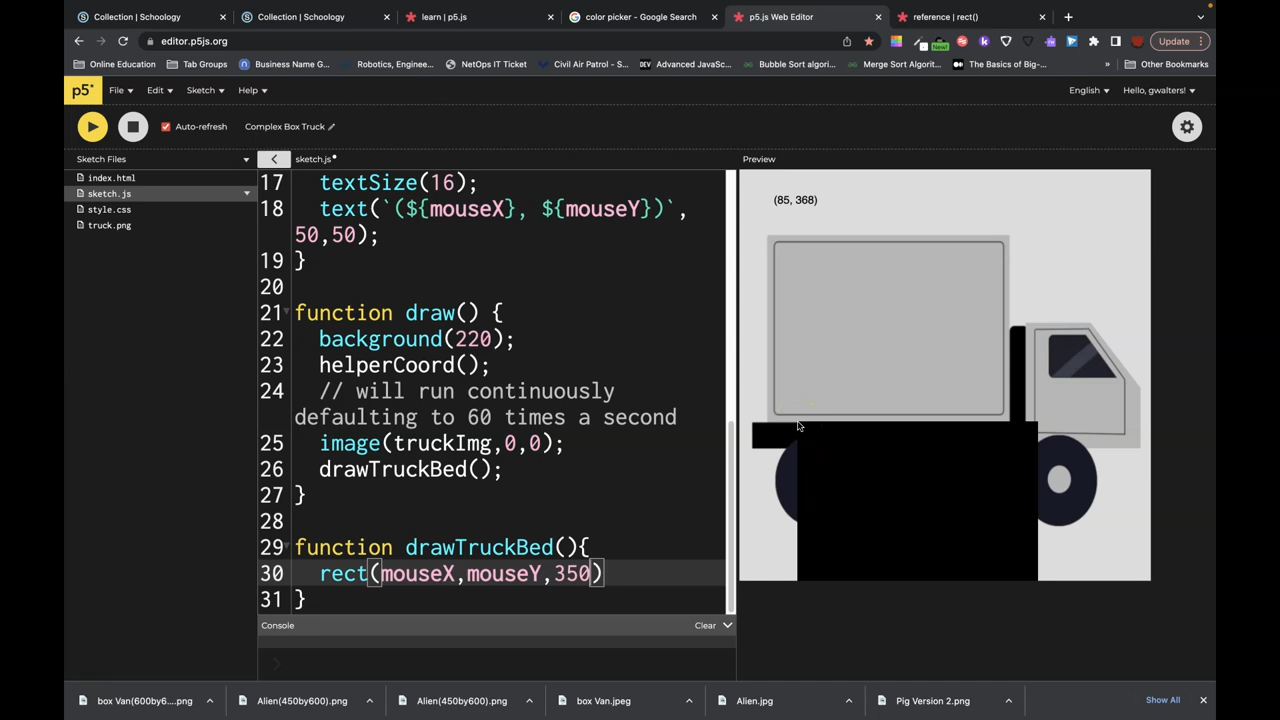 Collection | Schoology
Collection | Schoology
learn | p5.js
color picker - Google Search
p5.js Web Editor
reference | rect()
editor.p5js.org
New!
Update
Online Education
Tab Groups
Business Name G...
Robotics, Enginee...
NetOps IT Ticket
Civil Air Patrol - S...
DEV Advanced JavaSc...
Bubble Sort algori...
Merge Sort Algorit...
The Basics of Big-...
»
Other Bookmarks
p5*
File
Edit
Sketch
Help
English
Hello, gwalters!
Auto-refresh
Complex Box Truck
Sketch Files
sketch.js
Preview
index.html
sketch.js
style.css
truck.png
17 textSize(16);
18 text(`(${mouseX}, ${mouseY})`,
50,50);
19 }
20
21 function draw() {
22 background(220);
23 helperCoord();
24 // will run continuously
defaulting to 60 times a second
25 image(truckImg,0,0);
26 drawTruckBed();
27 }
28
29 function drawTruckBed(){
30 rect(mouseX,mouseY,350)
31 }
(85, 368)
Console
Clear
>
box Van(600by6....png
Alien(450by600).png
Alien(450by600).png
box Van.jpeg
Alien.jpg
Pig Version 2.png
Show All